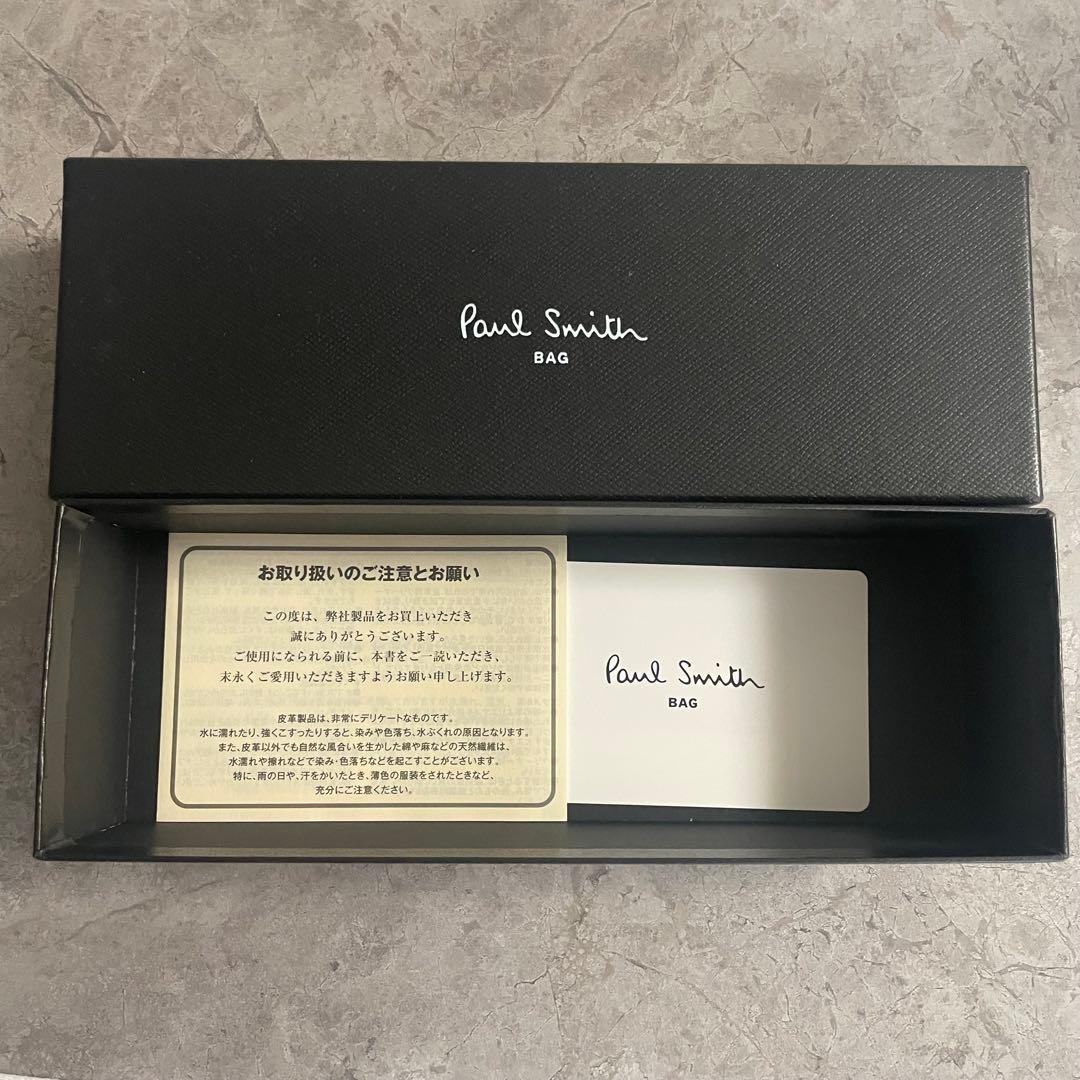 Paul Smith
BAG
お取り扱いのご注意とお願い
この度は、弊社製品をお買上いただき
誠にありがとうございます。
ご使用になられる前に、本書をご一読いただき、
末永くご愛用いただきますようお願い申し上げます。
皮革製品は、非常にデリケートなものです。
水に濡れたり、強くこすったりすると、染みや色落ち、水ぶくれの原因となります。
また、皮革以外でも自然な風合いを生かした綿や麻などの天然繊維は、
水濡れや擦れなどで染み・色落ちなどを起こすことがございます。
特に、雨の日や、汗をかいたとき、薄色の服装をされたときなど、
充分にご注意ください。
Paul Smith
BAG